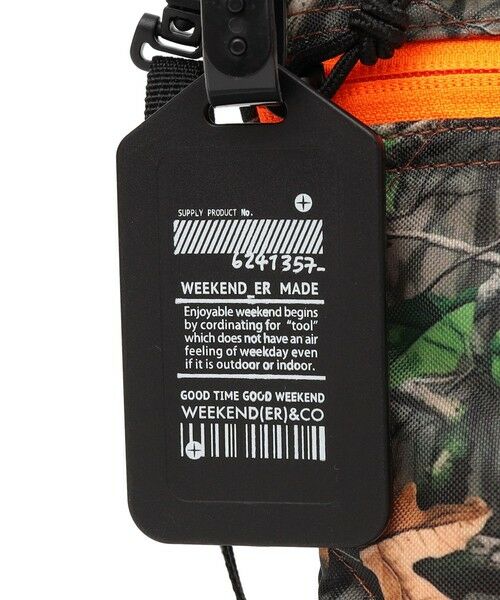 SUPPLY PRODUCT No.
6241357-
WEEKEND_ER MADE
Enjoyable weekend begins
by cordinating for “tool”
which does not have an air
feeling of weekday even
if it is outdoor or indoor.
GOOD TIME GOOD WEEKEND
WEEKEND(ER)&CO